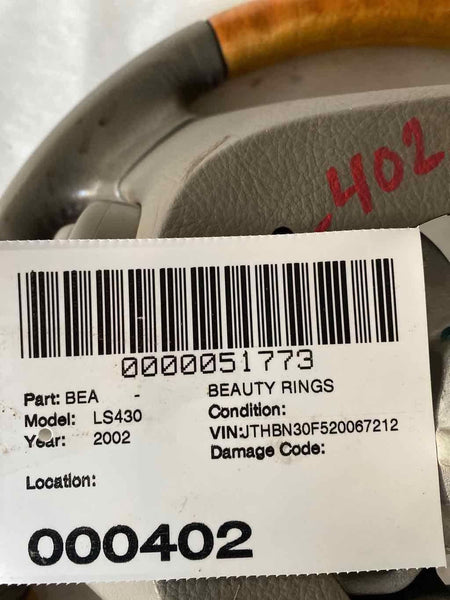 -402
0000051773
Part: BEA - BEAUTY RINGS
Model: LS430 Condition:
Year: 2002 VIN:JTHBN30F520067212
Damage Code:
Location:
000402